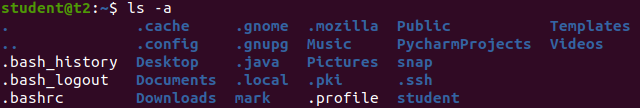 student@t2:~$ ls -a
. .cache .gnome .mozilla Public Templates
.. .config .gnupg Music PycharmProjects Videos
.bash_history Desktop .java Pictures snap
.bash_logout Documents .local .pki .ssh
.bashrc Downloads mark .profile student